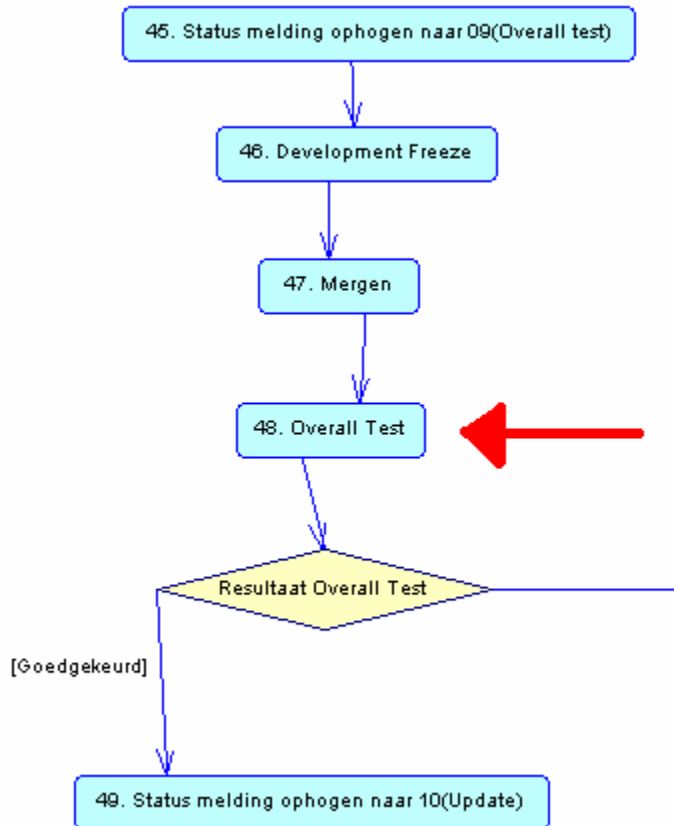 45. Status melding ophogen naar 09(Overall test)
46. Development Freeze
47. Mergen
48. Overall Test
Resultaat Overall Test
[Goedgekeurd]
49. Status melding ophogen naar 10(Update)